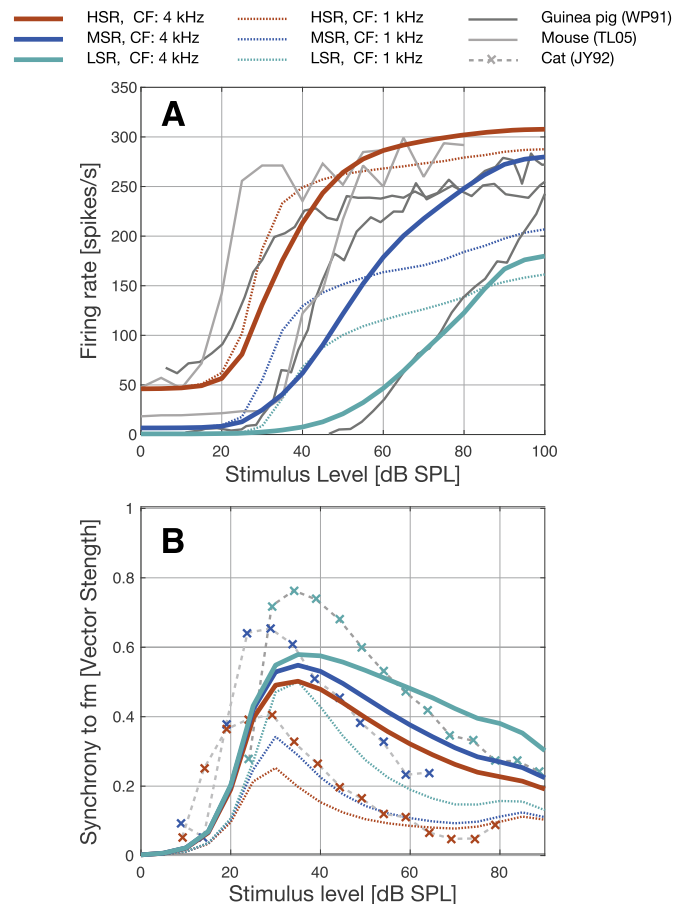 HSR, CF: 4 kHz HSR, CF: 1 kHz Guinea pig (WP91)
MSR, CF: 4 kHz MSR, CF: 1 kHz Mouse (TL05)
LSR, CF: 4 kHz LSR, CF: 1 kHz Cat (JY92)
A
Firing rate [spikes/s]
350
300
250
200
150
100
50
0
0 20 40 60 80 100
Stimulus Level [dB SPL]
B
Synchrony to fm [Vector Stength]
1
0.8
0.6
0.4
0.2
0
0 20 40 60 80
Stimulus level [dB SPL]